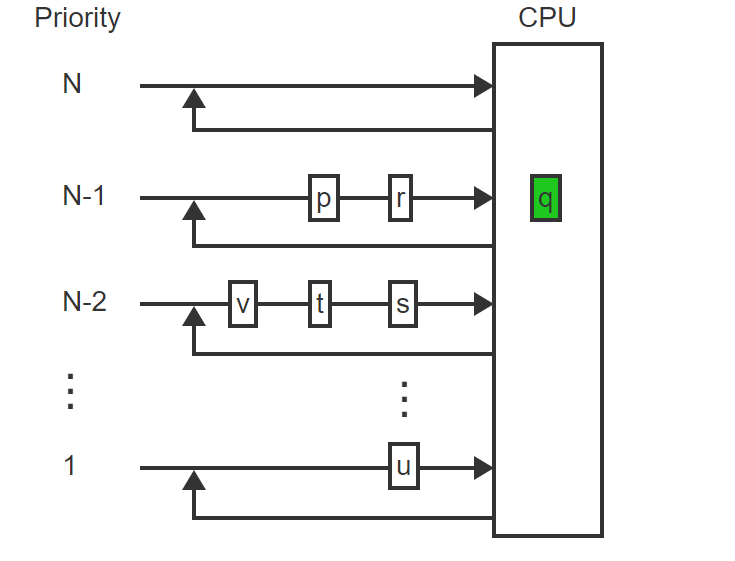 Priority CPU
N
N-1 p r q
N-2 v t s
⋮ ⋮
1 u